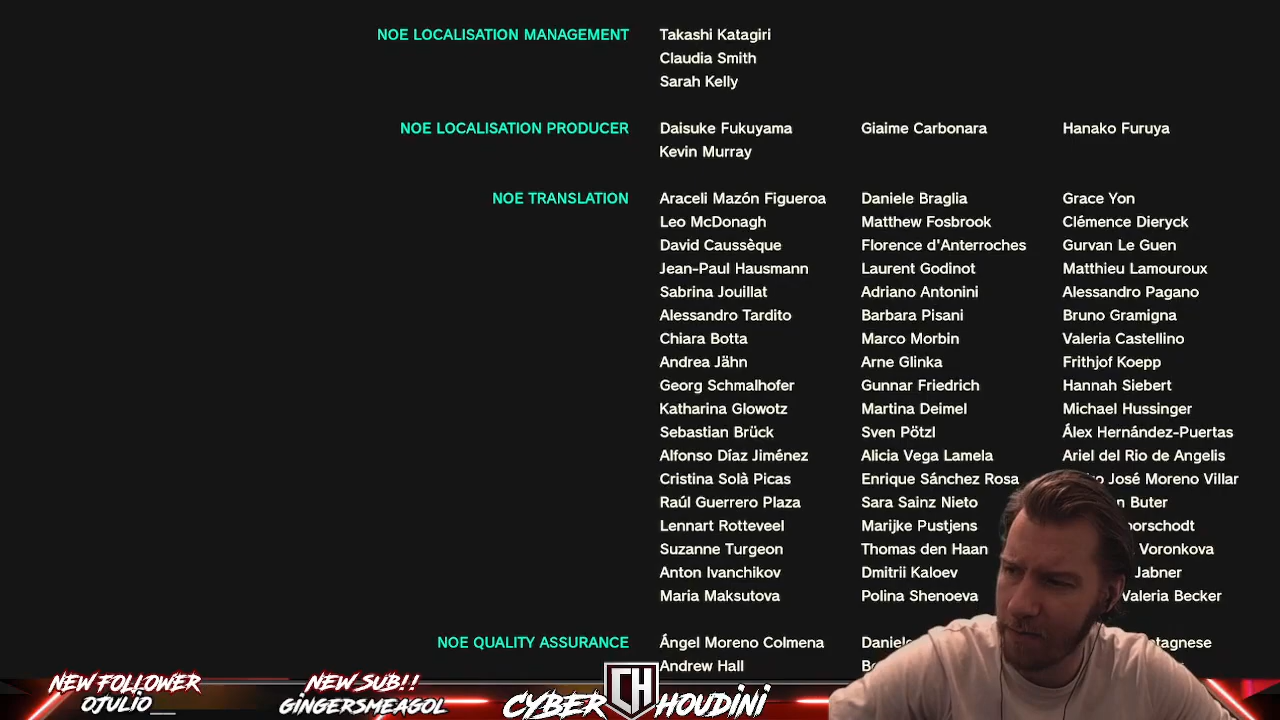 NOE LOCALISATION MANAGEMENT Takashi Katagiri
Claudia Smith
Sarah Kelly
NOE LOCALISATION PRODUCER Daisuke Fukuyama Giaime Carbonara Hanako Furuya
Kevin Murray
NOE TRANSLATION Araceli Mazón Figueroa Daniele Braglia Grace Yon
Leo McDonagh Matthew Fosbrook Clémence Dieryck
David Caussèque Florence d'Anterroches Gurvan Le Guen
Jean-Paul Hausmann Laurent Godinot Matthieu Lamouroux
Sabrina Jouillat Adriano Antonini Alessandro Pagano
Alessandro Tardito Barbara Pisani Bruno Gramigna
Chiara Botta Marco Morbin Valeria Castellino
Andrea Jähn Arne Glinka Frithjof Koepp
Georg Schmalhofer Gunnar Friedrich Hannah Siebert
Katharina Glowotz Martina Deimel Michael Hussinger
Sebastian Brück Sven Pötzl Álex Hernández-Puertas
Alfonso Díaz Jiménez Alicia Vega Lamela Ariel del Rio de Angelis
Cristina Solà Picas Enrique Sánchez Rosa José Moreno Villar
Raúl Guerrero Plaza Sara Sainz Nieto Buter
Lennart Rotteveel Marijke Pustjens
Suzanne Turgeon Thomas den Haan Voronkova
Anton Ivanchikov Dmitrii Kaloev Jabner
Maria Maksutova Polina Shenoeva Valeria Becker
NOE QUALITY ASSURANCE Ángel Moreno Colmena
Andrew Hall
NEW FOLLOWER NEW SUB!! CH
OJULIO__ GINGERSMEAGOL CYBER HOUDINI